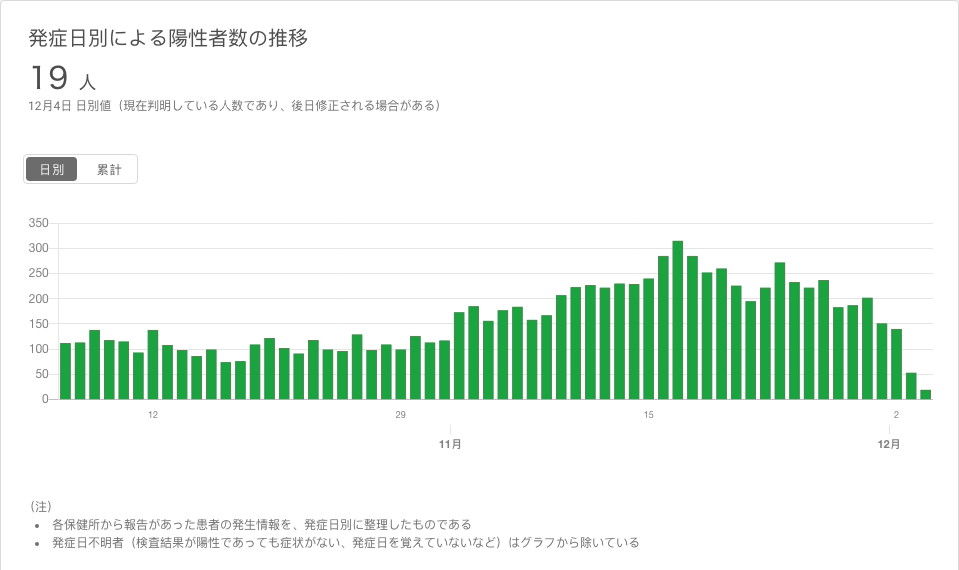 発症日別による陽性者数の推移
19 人
12月4日 日別値（現在判明している人数であり、後日修正される場合がある）
日別 累計
350
300
250
200
150
100
50
0
12 29 15 2
11月 12月
（注）
• 各保健所から報告があった患者の発生情報を、発症日別に整理したものである
• 発症日不明者（検査結果が陽性であっても症状がない、発症日を覚えていないなど）はグラフから除いている